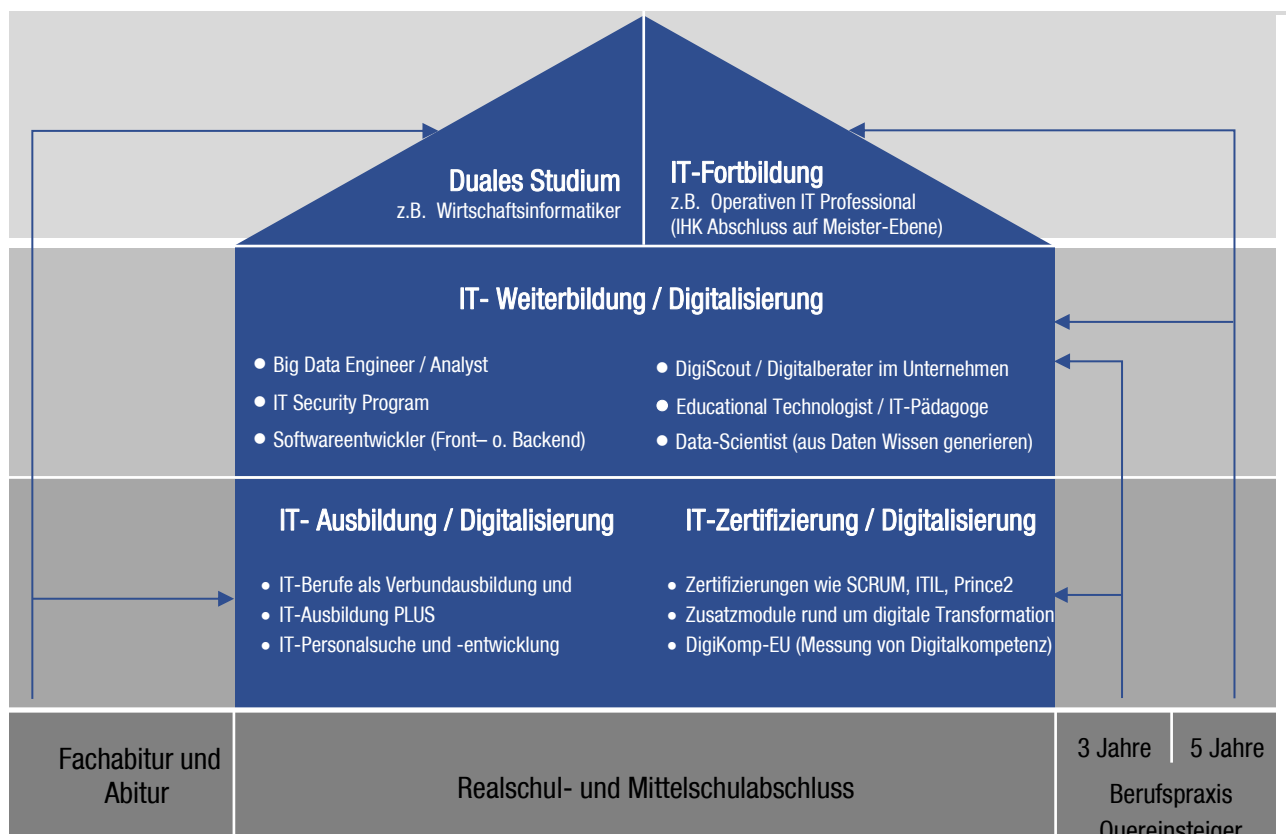 Duales Studium
z.B. Wirtschaftsinformatiker
IT-Fortbildung
z.B. Operativen IT Professional
(IHK Abschluss auf Meister-Ebene)
IT- Weiterbildung / Digitalisierung
● Big Data Engineer / Analyst
● IT Security Program
● Softwareentwickler (Front– o. Backend)
● DigiScout / Digitalberater im Unternehmen
● Educational Technologist / IT-Pädagoge
● Data-Scientist (aus Daten Wissen generieren)
IT- Ausbildung / Digitalisierung
• IT-Berufe als Verbundausbildung und
• IT-Ausbildung PLUS
• IT-Personalsuche und -entwicklung
IT-Zertifizierung / Digitalisierung
• Zertifizierungen wie SCRUM, ITIL, Prince2
• Zusatzmodule rund um digitale Transformation
• DigiKomp-EU (Messung von Digitalkompetenz)
Fachabitur und
Abitur
Realschul- und Mittelschulabschluss
3 Jahre
5 Jahre
Berufspraxis
Quereinsteiger